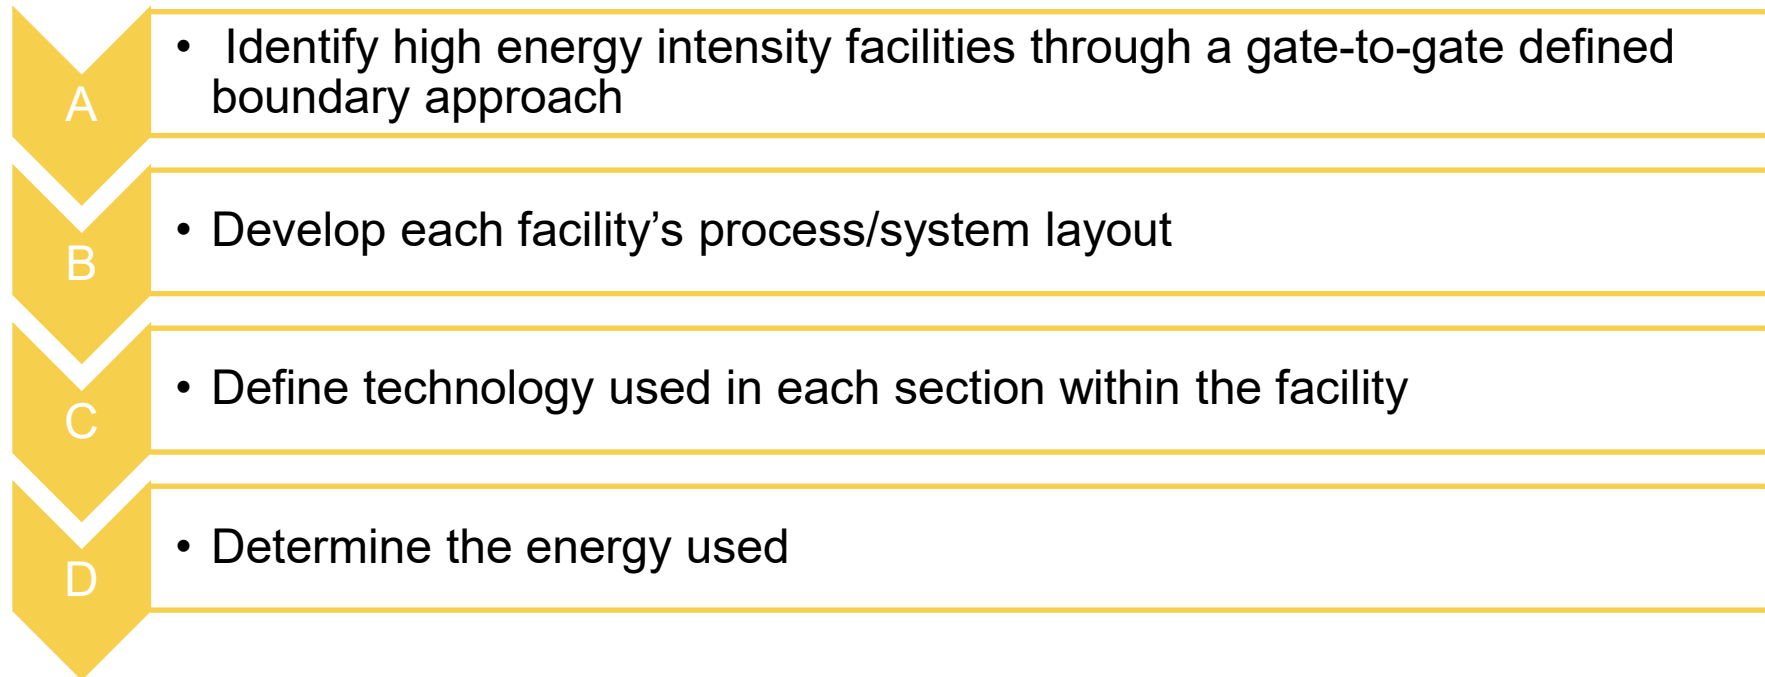 A
• Identify high energy intensity facilities through a gate-to-gate defined
boundary approach
B
• Develop each facility’s process/system layout
C
• Define technology used in each section within the facility
D
• Determine the energy used